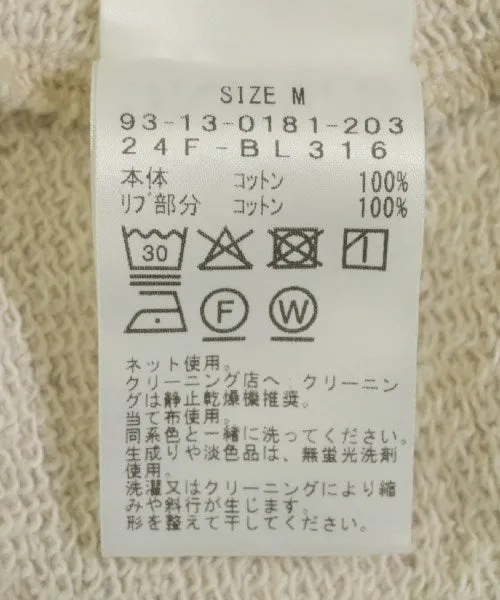 SIZE M
93-13-0181-203
24F-BL316
本体 コットン 100%
リブ部分 コットン 100%
30
F W
ネット使用。
クリーニング店へ クリーニン
グは静止乾燥機推奨。
当て布使用。
同系色と一緒に洗ってください。
生成りや淡色品は、無蛍光洗剤
使用。
洗濯又はクリーニングにより縮
みや斜行が生じます。
形を整えて干してください。